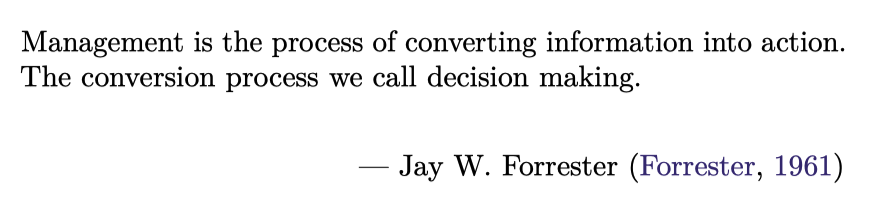 Management is the process of converting information into action.
The conversion process we call decision making.
— Jay W. Forrester (Forrester, 1961)